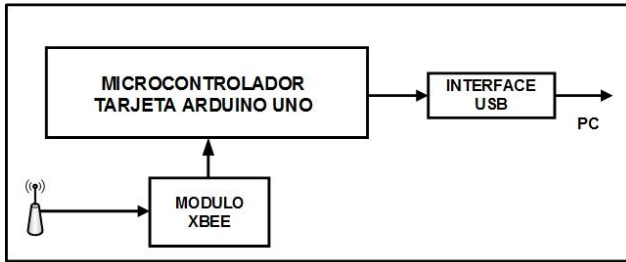 MICROCONTROLADOR
TARJETA ARDUINO UNO
INTERFACE
USB
PC
MODULO
XBEE